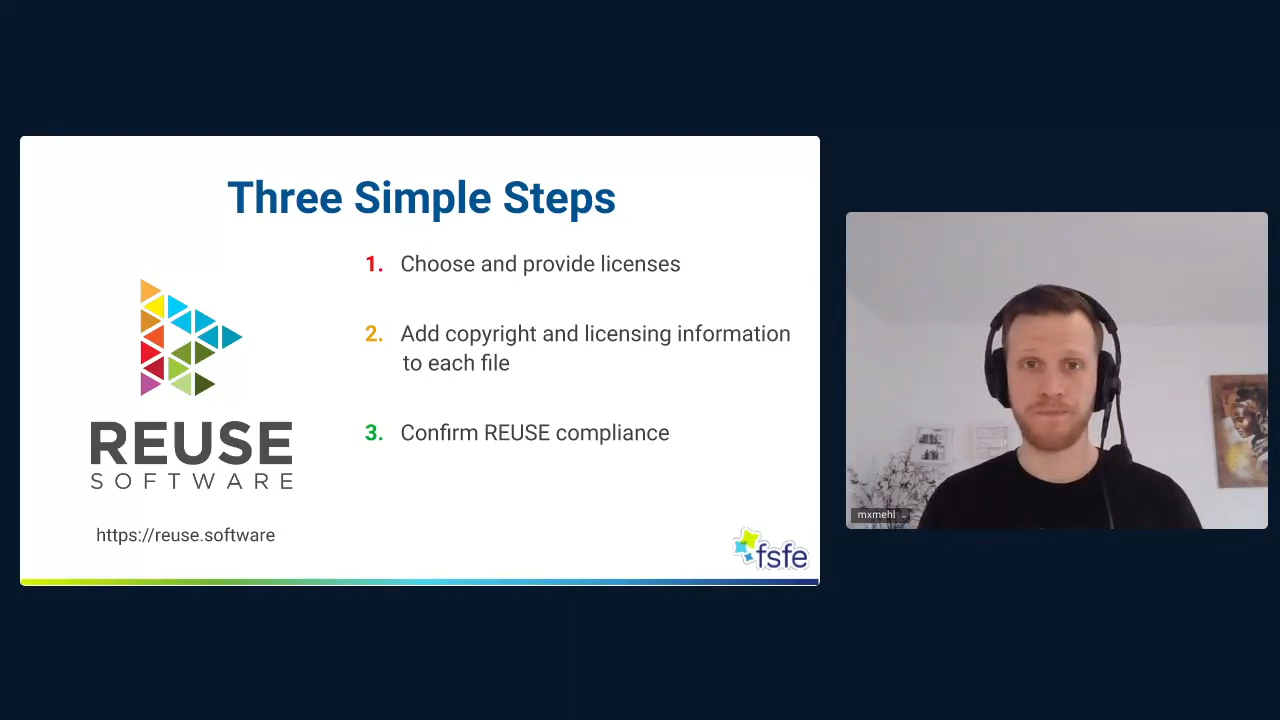 Three Simple Steps
1. Choose and provide licenses
2. Add copyright and licensing information
to each file
3. Confirm REUSE compliance
REUSE
SOFTWARE
https://reuse.software
fsfe
mxmehl